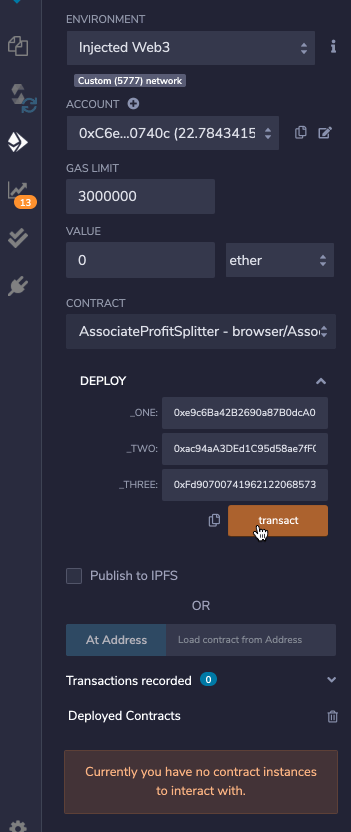 ENVIRONMENT
Injected Web3
Custom (5777) network
ACCOUNT
0xC6e...0740c (22.7843415
GAS LIMIT
13
3000000
VALUE
0 ether
CONTRACT
AssociateProfitSplitter - browser/Asso
DEPLOY
_ONE: 0xe9c6Ba42B2690a87B0dcA0
_TWO: 0xac94aA3DEd1C95d58ae7fF0
_THREE: 0xFd90700741962122068573
transact
Publish to IPFS
OR
At Address Load contract from Address
Transactions recorded 0
Deployed Contracts
Currently you have no contract instances
to interact with.